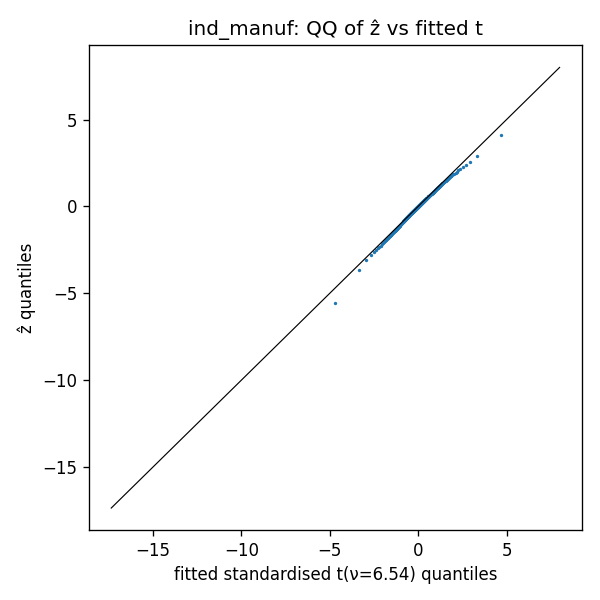 ind_manuf: QQ of ẑ vs fitted t
5
0
−5
−10
−15
ẑ quantiles
−15 −10 −5 0 5
fitted standardised t(ν=6.54) quantiles